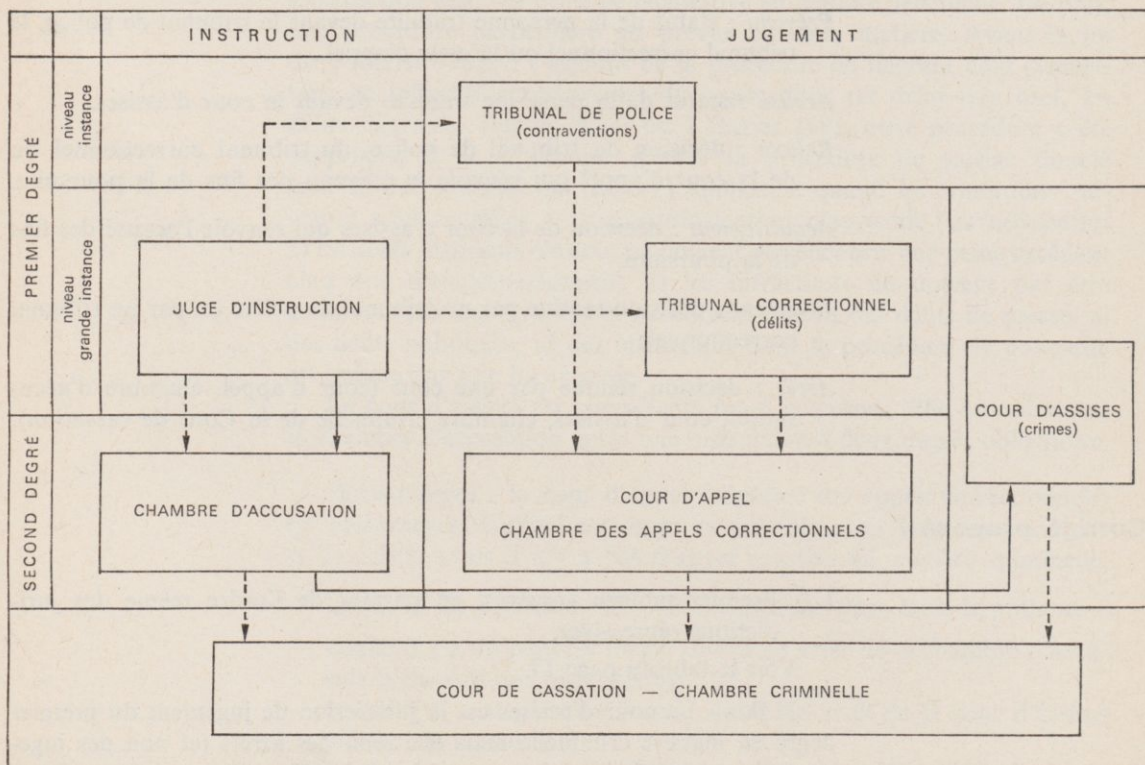 INSTRUCTION
JUGEMENT
PREMIER DEGRÉ
niveau
instance
TRIBUNAL DE POLICE
(contraventions)
niveau
grande instance
JUGE D'INSTRUCTION
TRIBUNAL CORRECTIONNEL
(délits)
COUR D'ASSISES
(crimes)
SECOND DEGRÉ
CHAMBRE D'ACCUSATION
COUR D'APPEL
CHAMBRE DES APPELS CORRECTIONNELS
COUR DE CASSATION — CHAMBRE CRIMINELLE